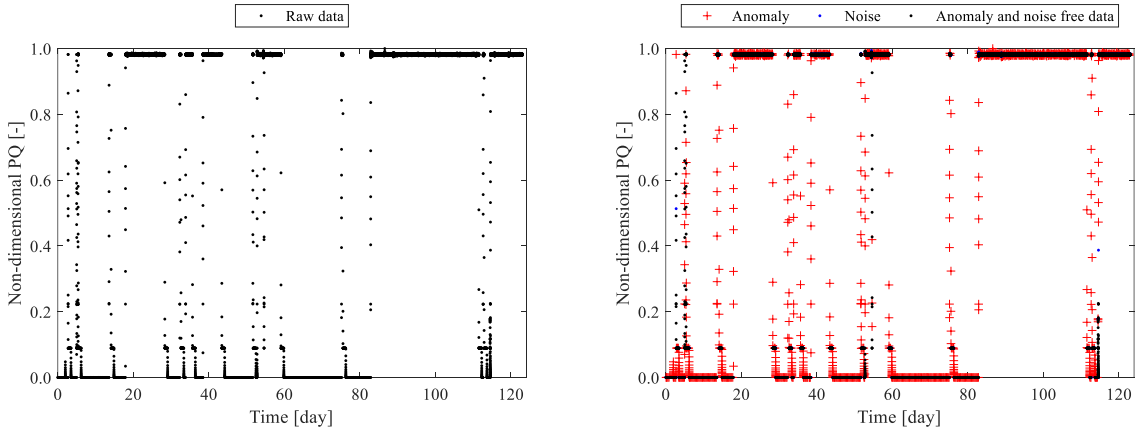 Raw data
1.0
0.8
0.6
0.4
0.2
0.0
Non-dimensional PQ [-]
0 20 40 60 80 100 120
Time [day]
Anomaly Noise Anomaly and noise free data
1.0
0.8
0.6
0.4
0.2
0.0
Non-dimensional PQ [-]
0 20 40 60 80 100 120
Time [day]